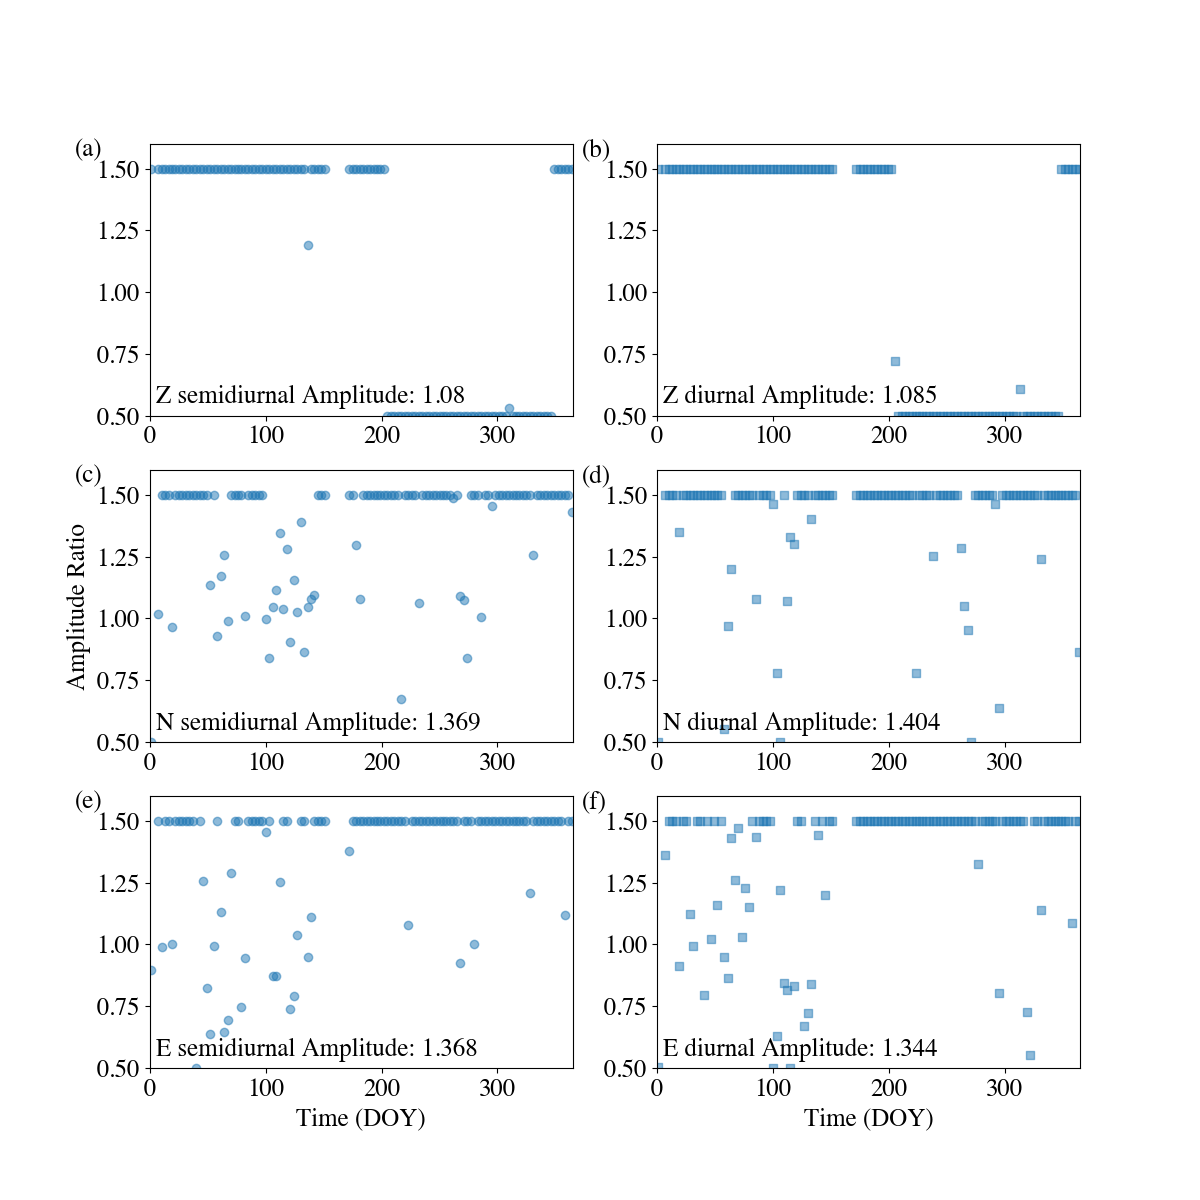 (a)
1.50
1.25
1.00
0.75
0.50
Z semidiurnal Amplitude: 1.08
0 100 200 300
(b)
1.50
1.25
1.00
0.75
0.50
Z diurnal Amplitude: 1.085
0 100 200 300
Amplitude Ratio
(c)
1.50
1.25
1.00
0.75
0.50
N semidiurnal Amplitude: 1.369
0 100 200 300
(d)
1.50
1.25
1.00
0.75
0.50
N diurnal Amplitude: 1.404
0 100 200 300
(e)
1.50
1.25
1.00
0.75
0.50
E semidiurnal Amplitude: 1.368
0 100 200 300
Time (DOY)
(f)
1.50
1.25
1.00
0.75
0.50
E diurnal Amplitude: 1.344
0 100 200 300
Time (DOY)